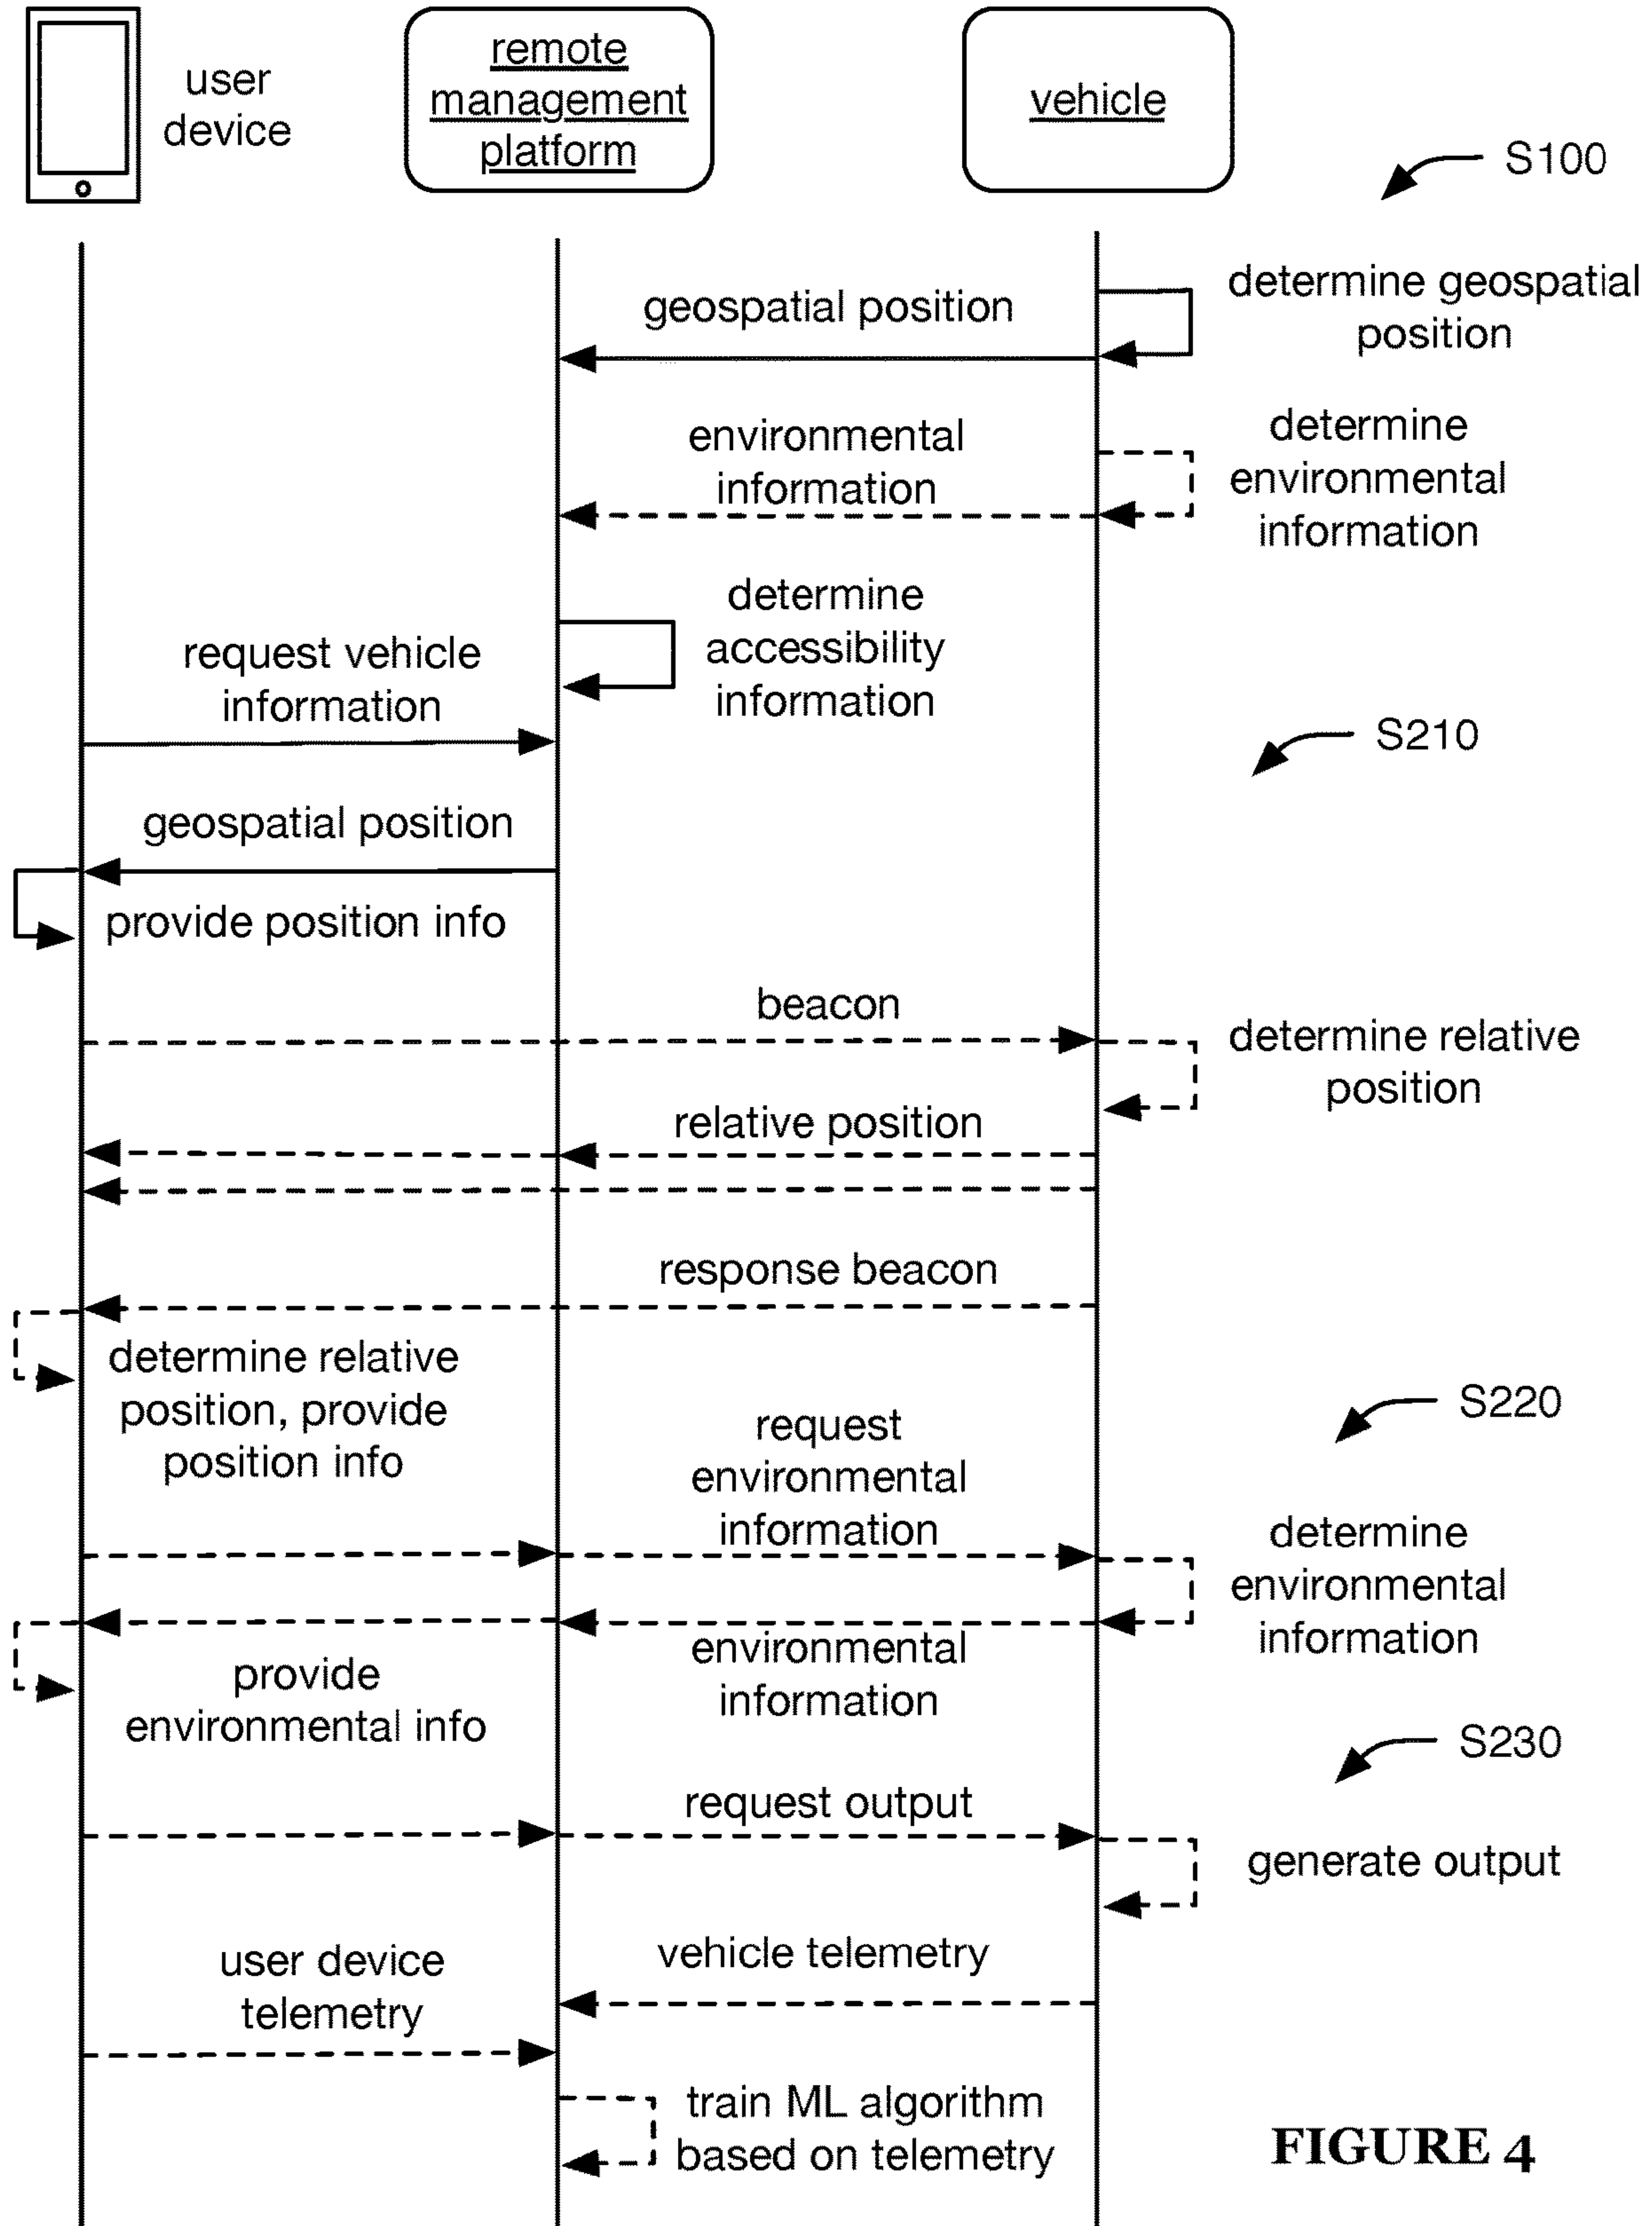 user
device
remote
management
platform
vehicle
S100
determine geospatial
position
geospatial position
determine
environmental
information
environmental
information
determine
accessibility
information
request vehicle
information
S210
geospatial position
provide position info
beacon
determine relative
position
relative position
response beacon
determine relative
position, provide
position info
S220
request
environmental
information
determine
environmental
information
environmental
information
provide
environmental info
S230
request output
generate output
vehicle telemetry
user device
telemetry
train ML algorithm
based on telemetry
FIGURE 4